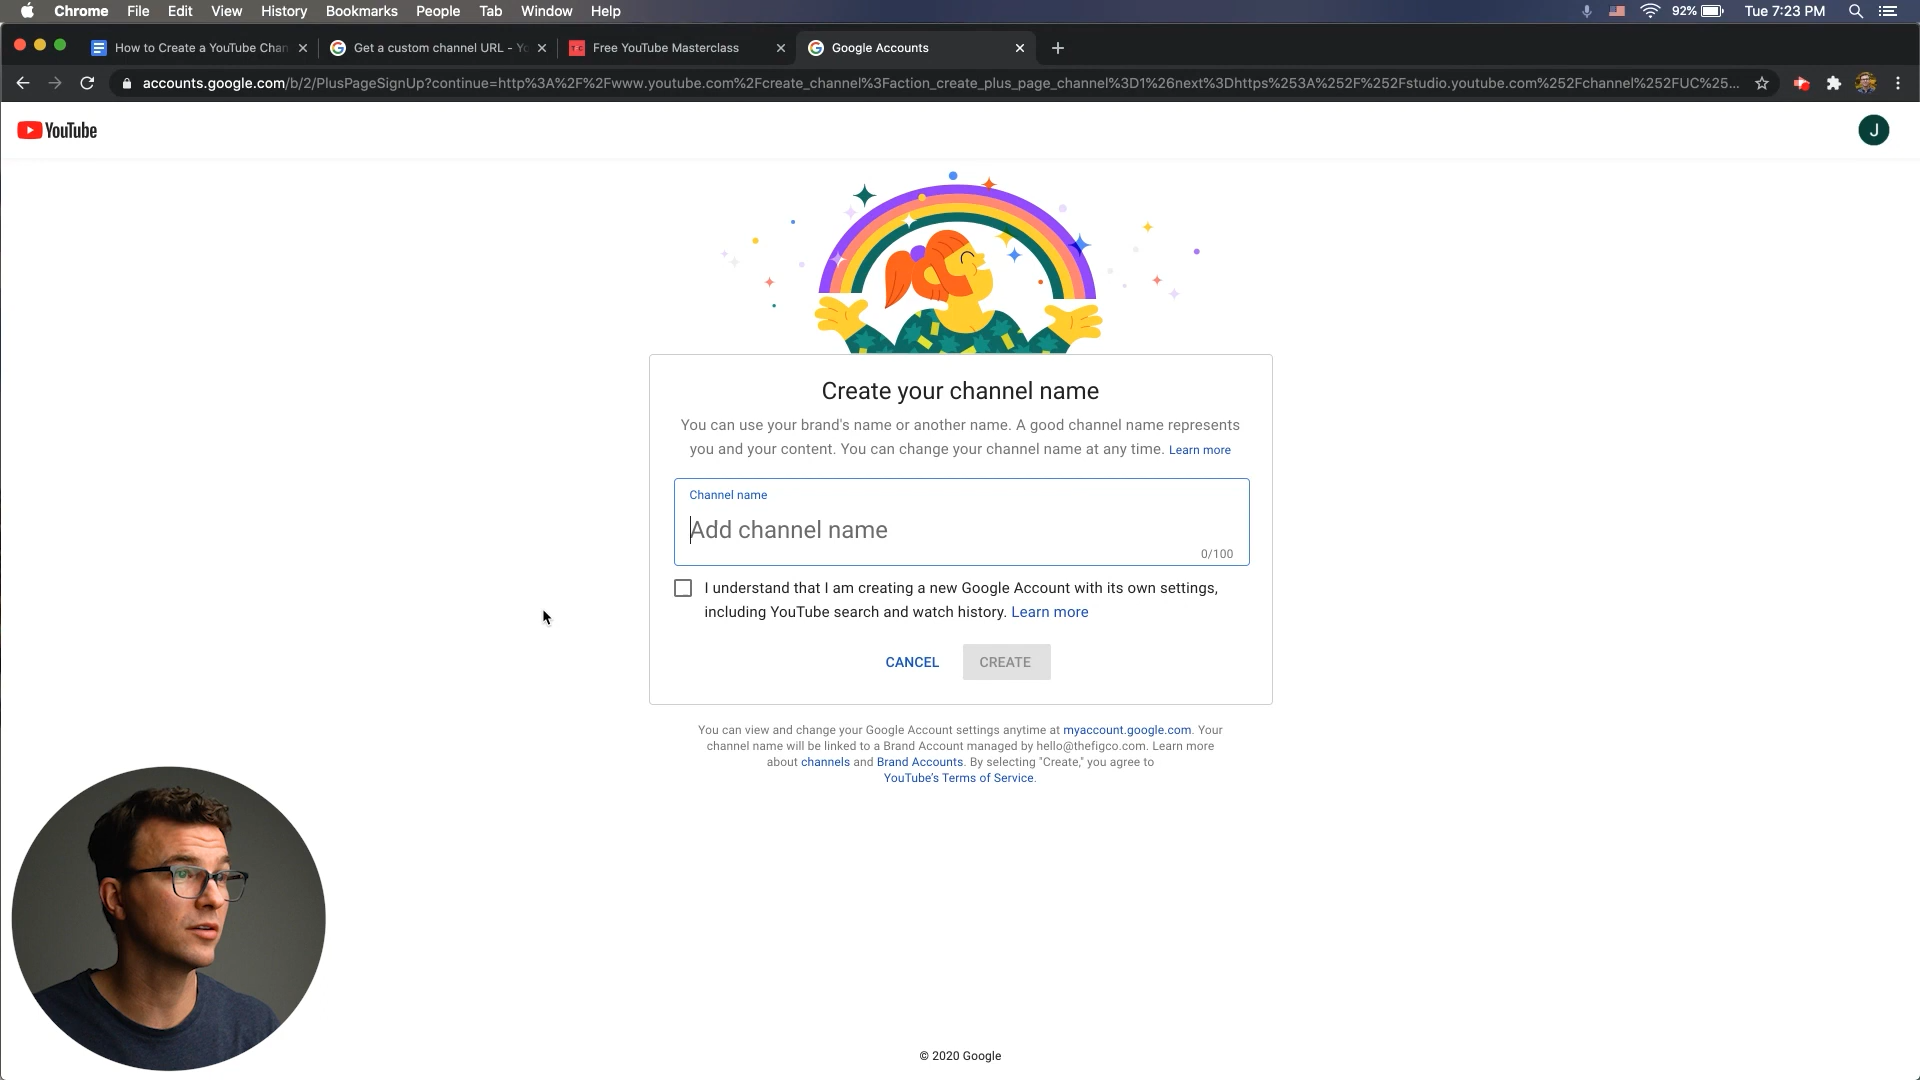 Chrome File Edit View History Bookmarks People Tab Window Help 92% Tue 7:23 PM
How to Create a YouTube Chan Get a custom channel URL - Yo Free YouTube Masterclass Google Accounts
accounts.google.com/b/2/PlusPageSignUp?continue=http%3A%2F%2Fwww.youtube.com%2Fcreate_channel%3Faction_create_plus_page_channel%3D1%26next%3Dhttps%253A%252F%252Fstudio.youtube.com%252Fchannel%252FUC%25...
YouTube J
Create your channel name
You can use your brand's name or another name. A good channel name represents
you and your content. You can change your channel name at any time. Learn more
Channel name
Add channel name
0/100
I understand that I am creating a new Google Account with its own settings,
including YouTube search and watch history. Learn more
CANCEL CREATE
You can view and change your Google Account settings anytime at myaccount.google.com. Your
channel name will be linked to a Brand Account managed by hello@thefigco.com. Learn more
about channels and Brand Accounts. By selecting "Create," you agree to
YouTube's Terms of Service.
© 2020 Google